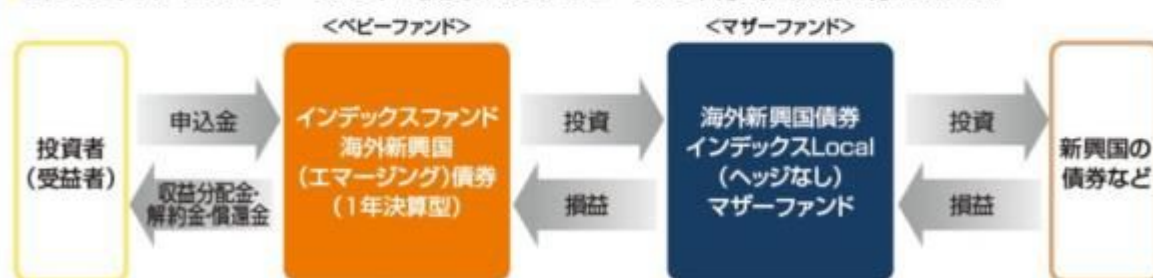 <ベビーファンド>
<マザーファンド>
投資者
(受益者)
申込金
収益分配金・
解約金・償還金
インデックスファンド
海外新興国
(エマージング)債券
(1年決算型)
投資
損益
海外新興国債券
インデックスLocal
(ヘッジなし)
マザーファンド
投資
損益
新興国の
債券など